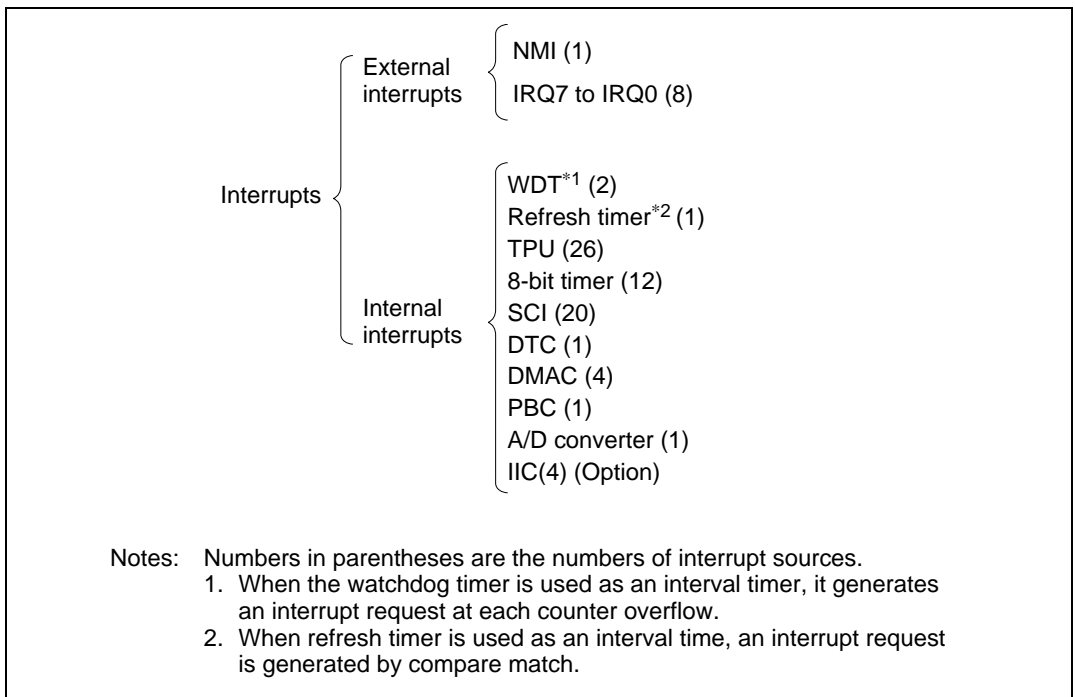 External
interrupts
NMI (1)
IRQ7 to IRQ0 (8)
Interrupts
Internal
interrupts
WDT*1 (2)
Refresh timer*2 (1)
TPU (26)
8-bit timer (12)
SCI (20)
DTC (1)
DMAC (4)
PBC (1)
A/D converter (1)
IIC(4) (Option)
Notes: Numbers in parentheses are the numbers of interrupt sources.
1. When the watchdog timer is used as an interval timer, it generates
an interrupt request at each counter overflow.
2. When refresh timer is used as an interval time, an interrupt request
is generated by compare match.